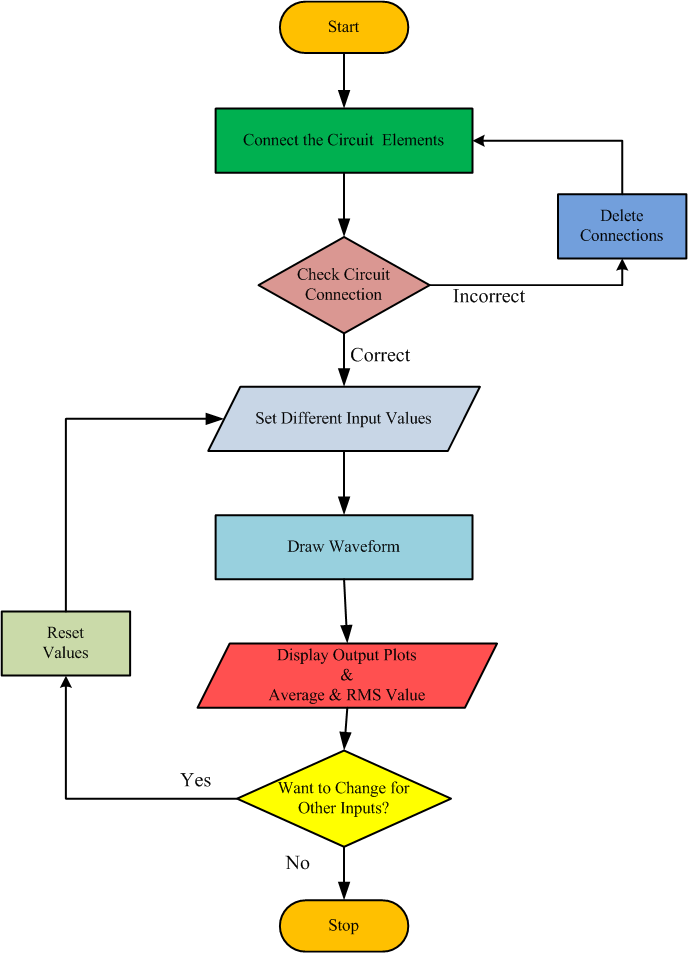 Start
Connect the Circuit Elements
Delete
Connections
Check Circuit
Connection
Incorrect
Correct
Set Different Input Values
Draw Waveform
Reset
Values
Display Output Plots
&
Average & RMS Value
Yes
Want to Change for
Other Inputs?
No
Stop